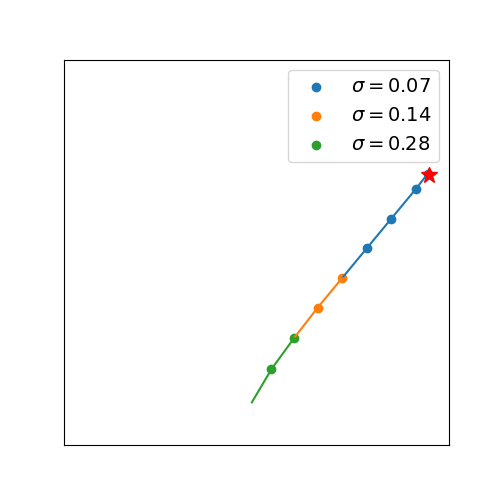 σ = 0.07
σ = 0.14
σ = 0.28